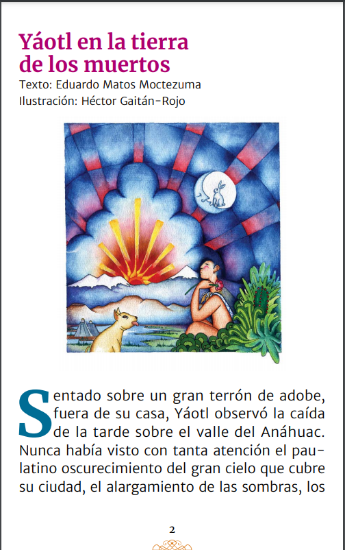 Yáotl en la tierra
de los muertos
Texto: Eduardo Matos Moctezuma
Ilustración: Héctor Gaitán-Rojo
Sentado sobre un gran terrón de adobe,
fuera de su casa, Yáotl observó la caída
de la tarde sobre el valle del Anáhuac.
Nunca había visto con tanta atención el pau-
latino oscurecimiento del gran cielo que cubre
su ciudad, el alargamiento de las sombras, los
2